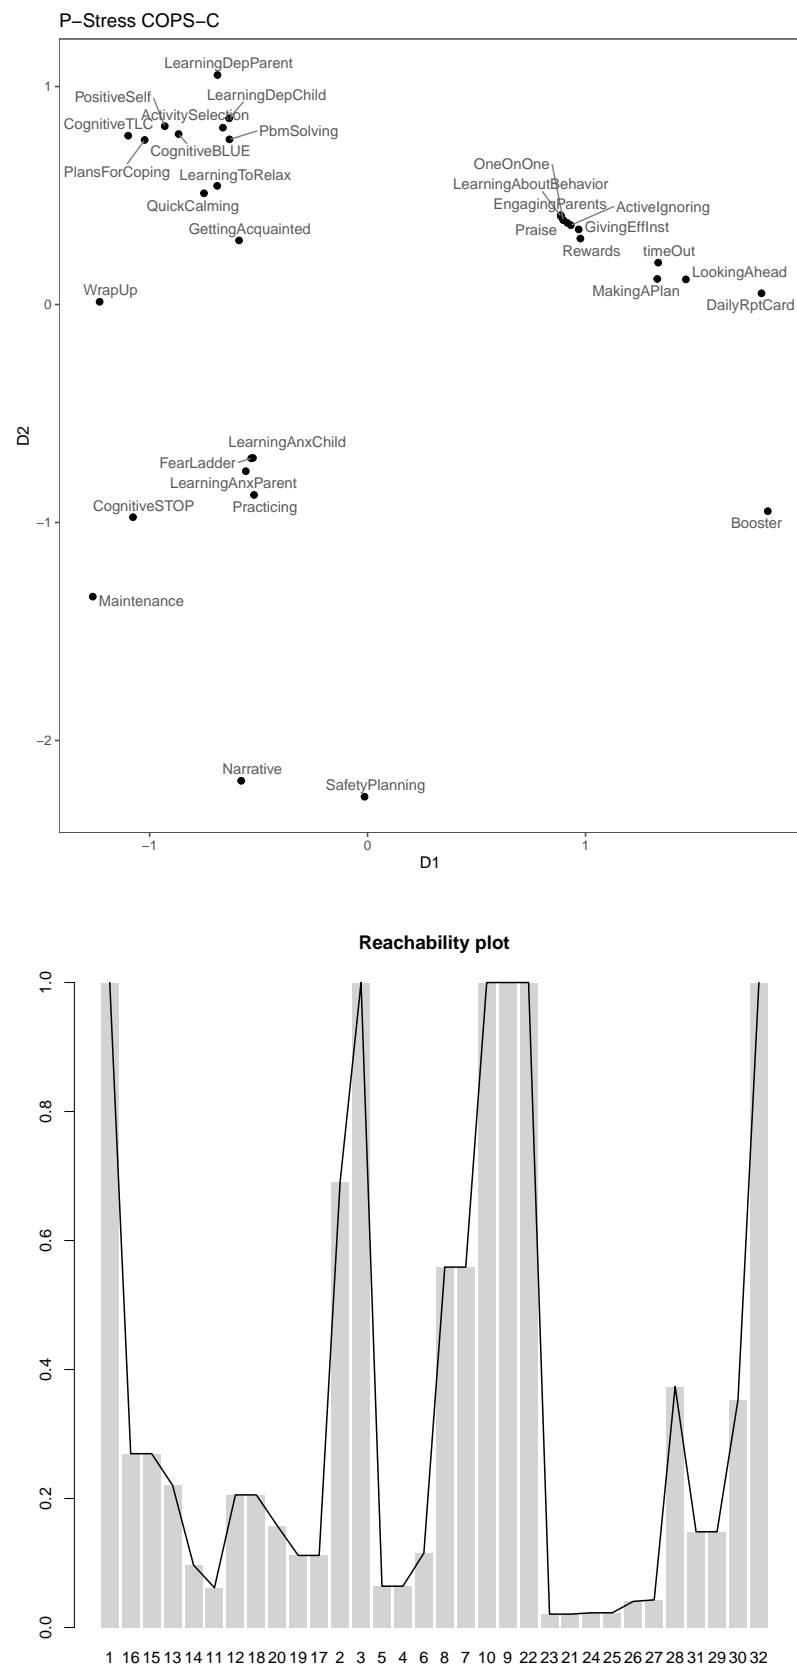 P−Stress COPS−C
LearningDepParent
PositiveSelf
LearningDepChild
ActivitySelection
CognitiveTLC
PbmSolving
CognitiveBLUE
PlansForCoping
LearningToRelax
QuickCalming
GettingAcquainted
OneOnOne
LearningAboutBehavior
EngagingParents
ActiveIgnoring
Praise
GivingEffInst
Rewards
timeOut
LookingAhead
MakingAPlan
DailyRptCard
WrapUp
LearningAnxChild
FearLadder
LearningAnxParent
CognitiveSTOP
Practicing
Booster
Maintenance
Narrative
SafetyPlanning
1
0
−1
−2
D2
−1 0 1
D1
Reachability plot
1.0
0.8
0.6
0.4
0.2
0.0
1 16 15 13 14 11 12 18 20 19 17 2 3 5 4 6 8 7 10 9 22 23 21 24 25 26 27 28 31 29 30 32